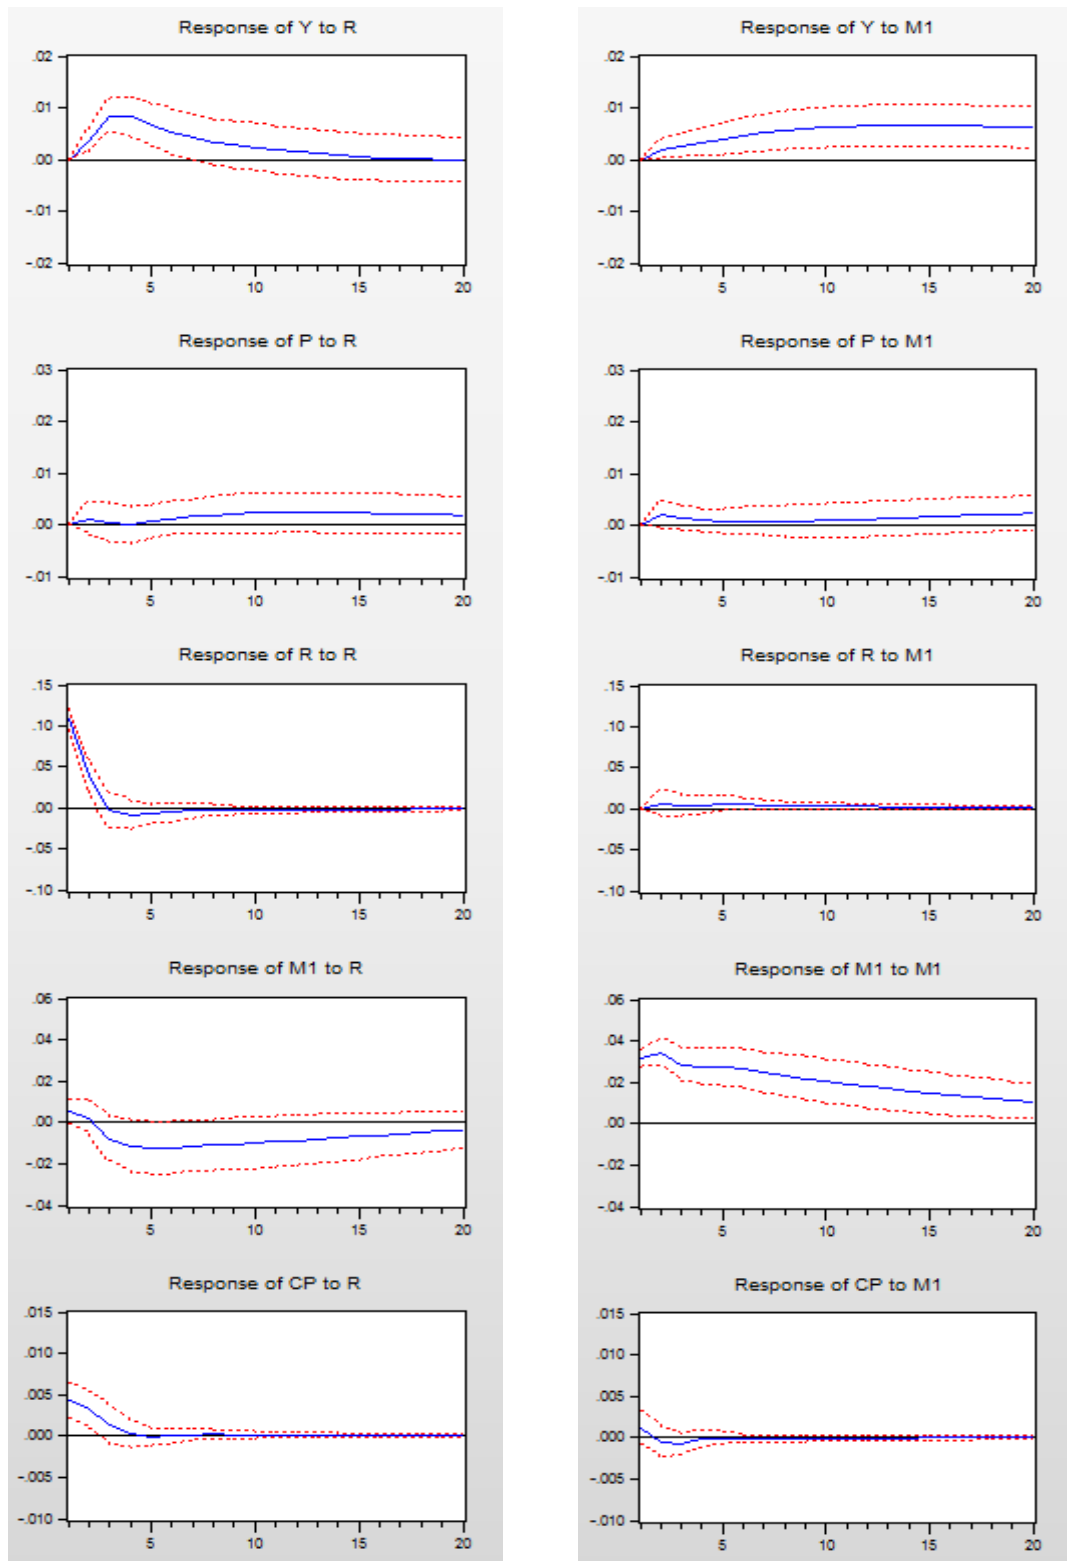 Response of Y to R
.02
.01
.00
-.01
-.02
5 10 15 20
Response of Y to M1
.02
.01
.00
-.01
-.02
5 10 15 20
Response of P to R
.03
.02
.01
.00
-.01
5 10 15 20
Response of P to M1
.03
.02
.01
.00
-.01
5 10 15 20
Response of R to R
.15
.10
.05
.00
-.05
-.10
5 10 15 20
Response of R to M1
.15
.10
.05
.00
-.05
-.10
5 10 15 20
Response of M1 to R
.06
.04
.02
.00
-.02
-.04
5 10 15 20
Response of M1 to M1
.06
.04
.02
.00
-.02
-.04
5 10 15 20
Response of CP to R
.015
.010
.005
.000
-.005
-.010
5 10 15 20
Response of CP to M1
.015
.010
.005
.000
-.005
-.010
5 10 15 20